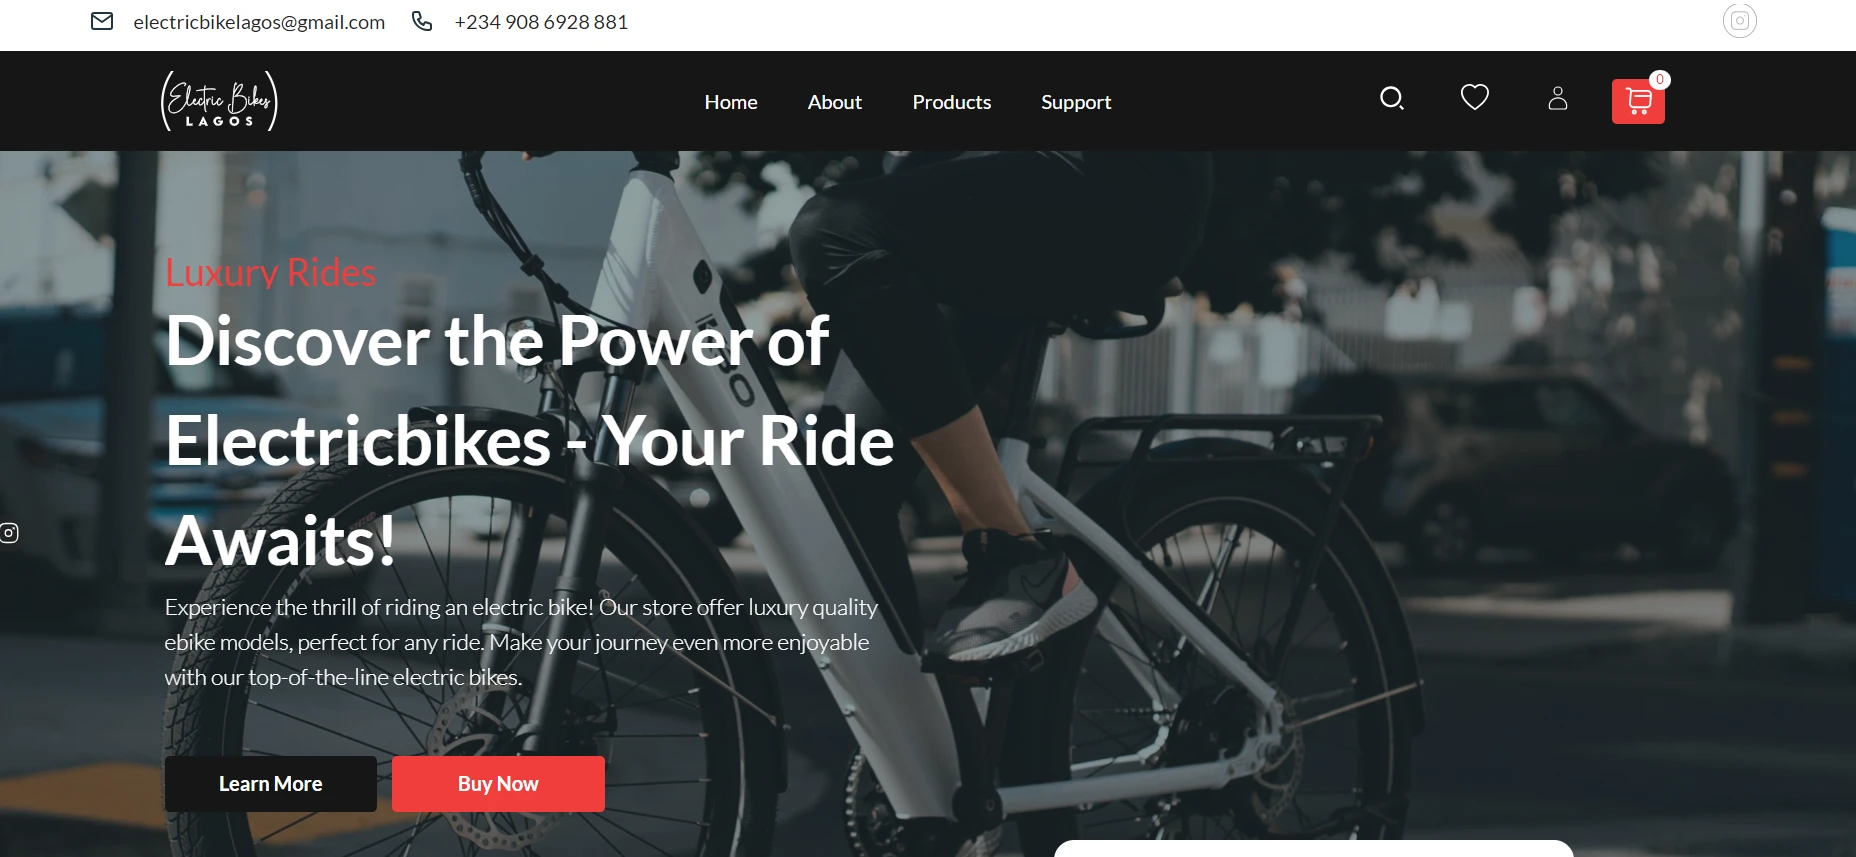 electricbikelagos@gmail.com +234 908 6928 881
Electric Bikes
LAGOS
Home About Products Support
0
Luxury Rides
Discover the Power of
Electricbikes - Your Ride
Awaits!
Experience the thrill of riding an electric bike! Our store offer luxury quality
ebike models, perfect for any ride. Make your journey even more enjoyable
with our top-of-the-line electric bikes.
Learn More Buy Now